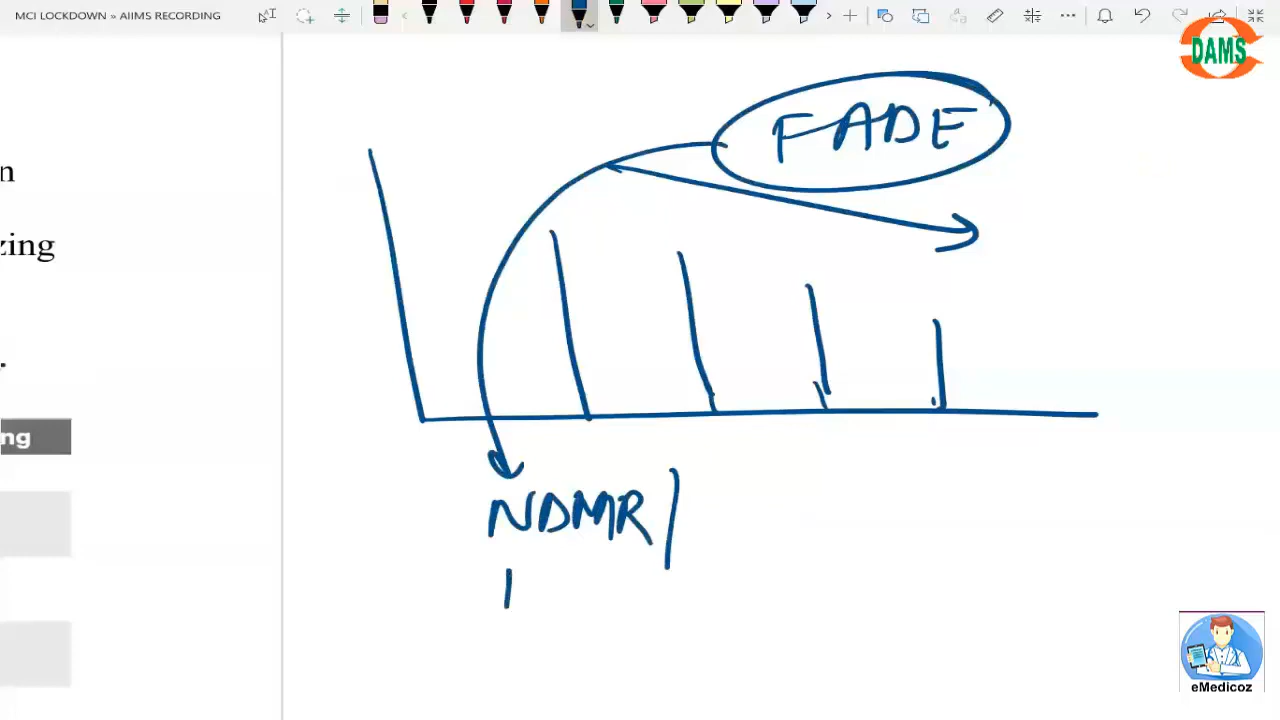 MCI LOCKDOWN » AIIMS RECORDING
DAMS
FADE
n
zing
.
ng
NDMR/
eMedicoz